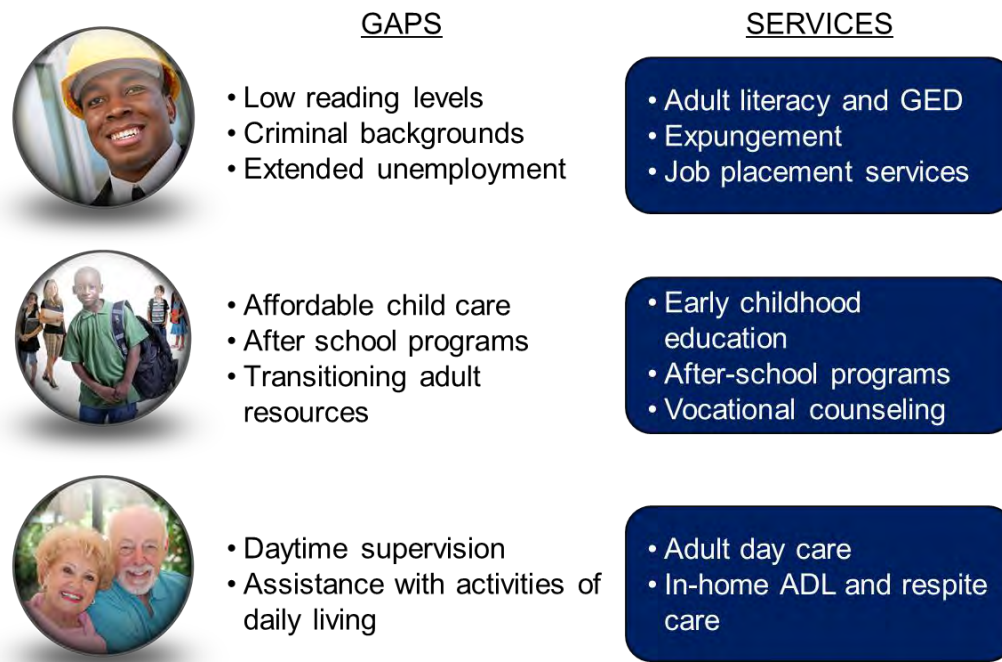 GAPS
SERVICES
• Low reading levels
• Criminal backgrounds
• Extended unemployment
• Adult literacy and GED
• Expungement
• Job placement services
• Affordable child care
• After school programs
• Transitioning adult
resources
• Early childhood
education
• After-school programs
• Vocational counseling
• Daytime supervision
• Assistance with activities of
daily living
• Adult day care
• In-home ADL and respite
care